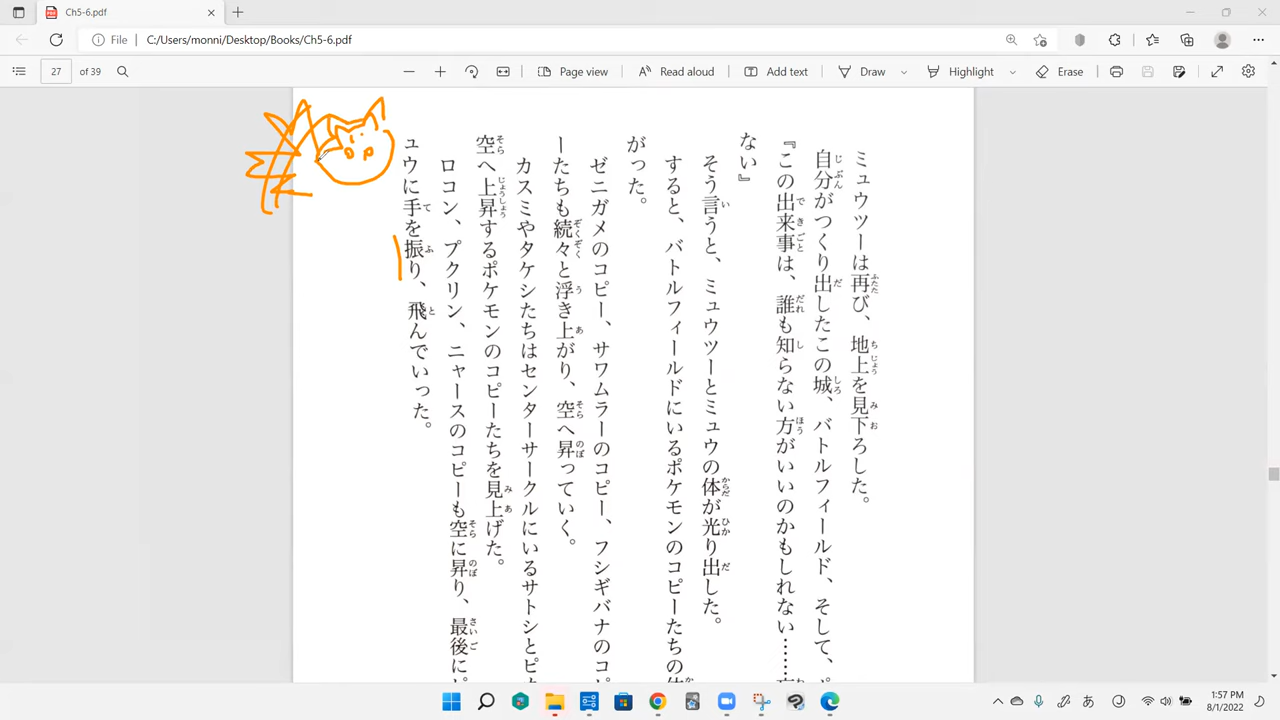 Ch5-6.pdf
File
C:/Users/monni/Desktop/Books/Ch5-6.pdf
27 of 39
Page view
Read aloud
Add text
Draw
Highlight
Erase
ミュウツーは再び、地上を見下ろした。
自分がつくり出したこの城、バトルフィールド、そして、
『この出来事は、誰も知らない方がいいのかもしれない……
ない』
そう言うと、ミュウツーとミュウの体が光り出した。
すると、バトルフィールドにいるポケモンのコピーたちの
がった。
ゼニガメのコピー、サワムラーのコピー、フシギバナのコ
ーたちも続々と浮き上がり、空へ昇っていく。
カスミやタケシたちはセンターサークルにいるサトシとピ
空へ上昇するポケモンのコピーたちを見上げた。
ロコン、プクリン、ニャースのコピーも空に昇り、最後に
ュウに手を振り、飛んでいった。
あ
1:57 PM
8/1/2022